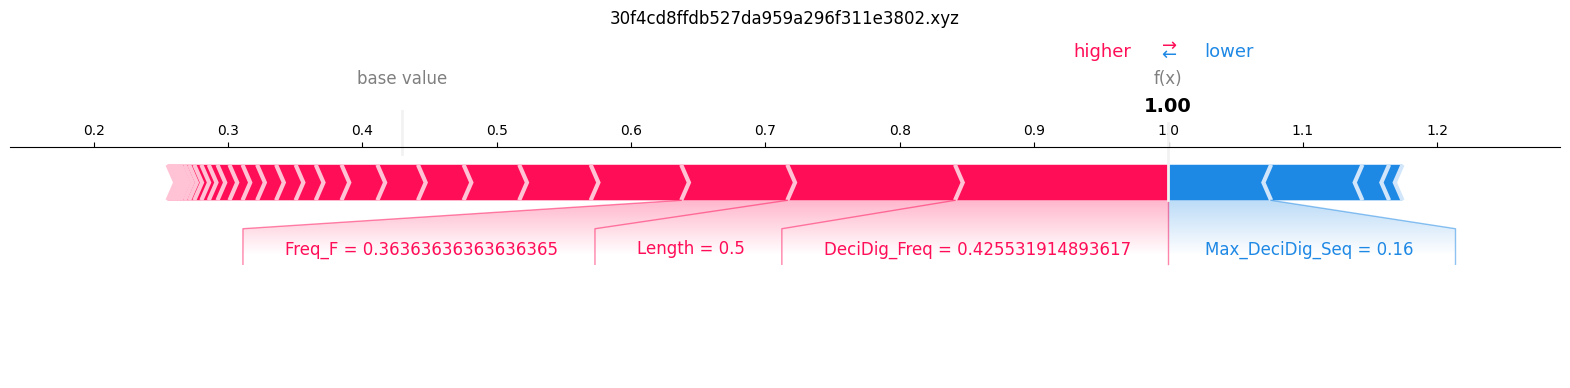 30f4cd8ffdb527da959a296f311e3802.xyz
higher ⇄ lower
base value f(x)
1.00
0.2 0.3 0.4 0.5 0.6 0.7 0.8 0.9 1.0 1.1 1.2
Freq_F = 0.36363636363636365 Length = 0.5 DeciDig_Freq = 0.425531914893617 Max_DeciDig_Seq = 0.16